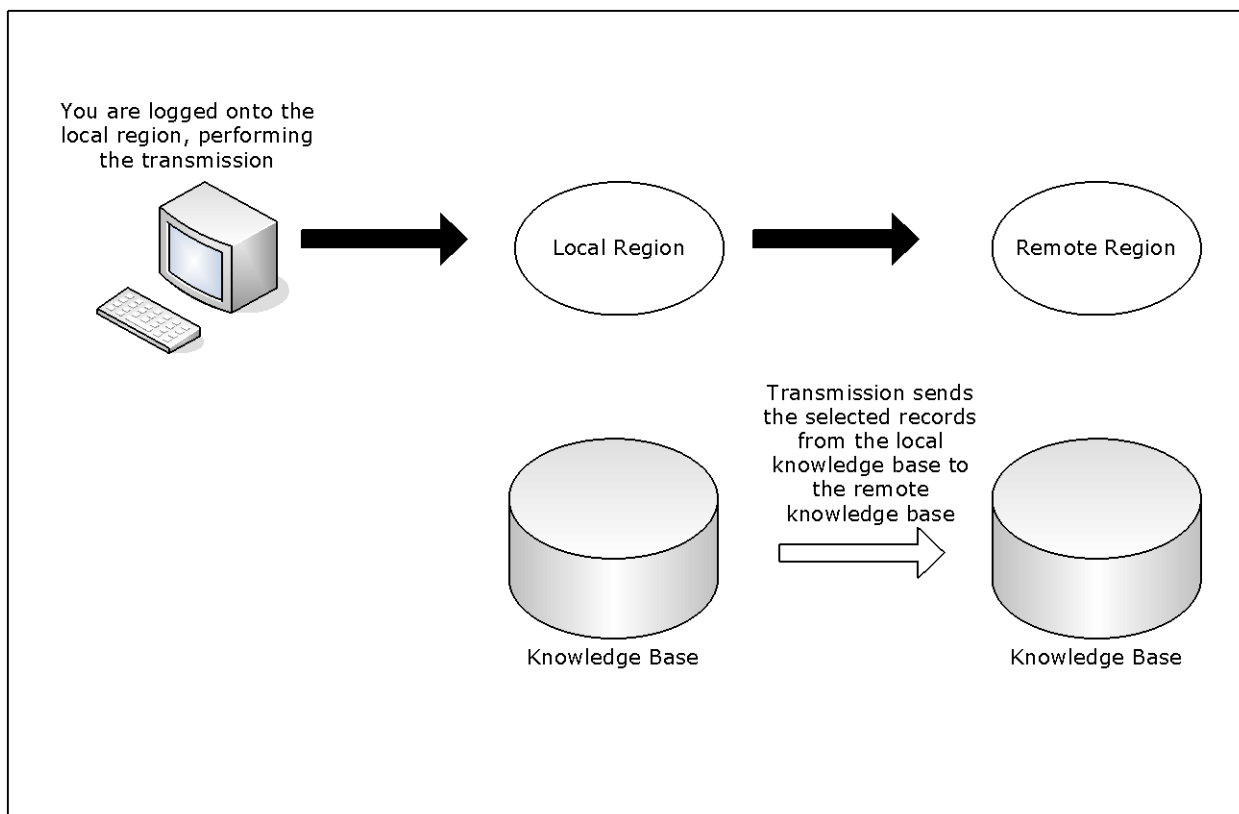 You are logged onto the
local region, performing
the transmission
Local Region
Remote Region
Transmission sends
the selected records
from the local
knowledge base to
the remote
knowledge base
Knowledge Base
Knowledge Base